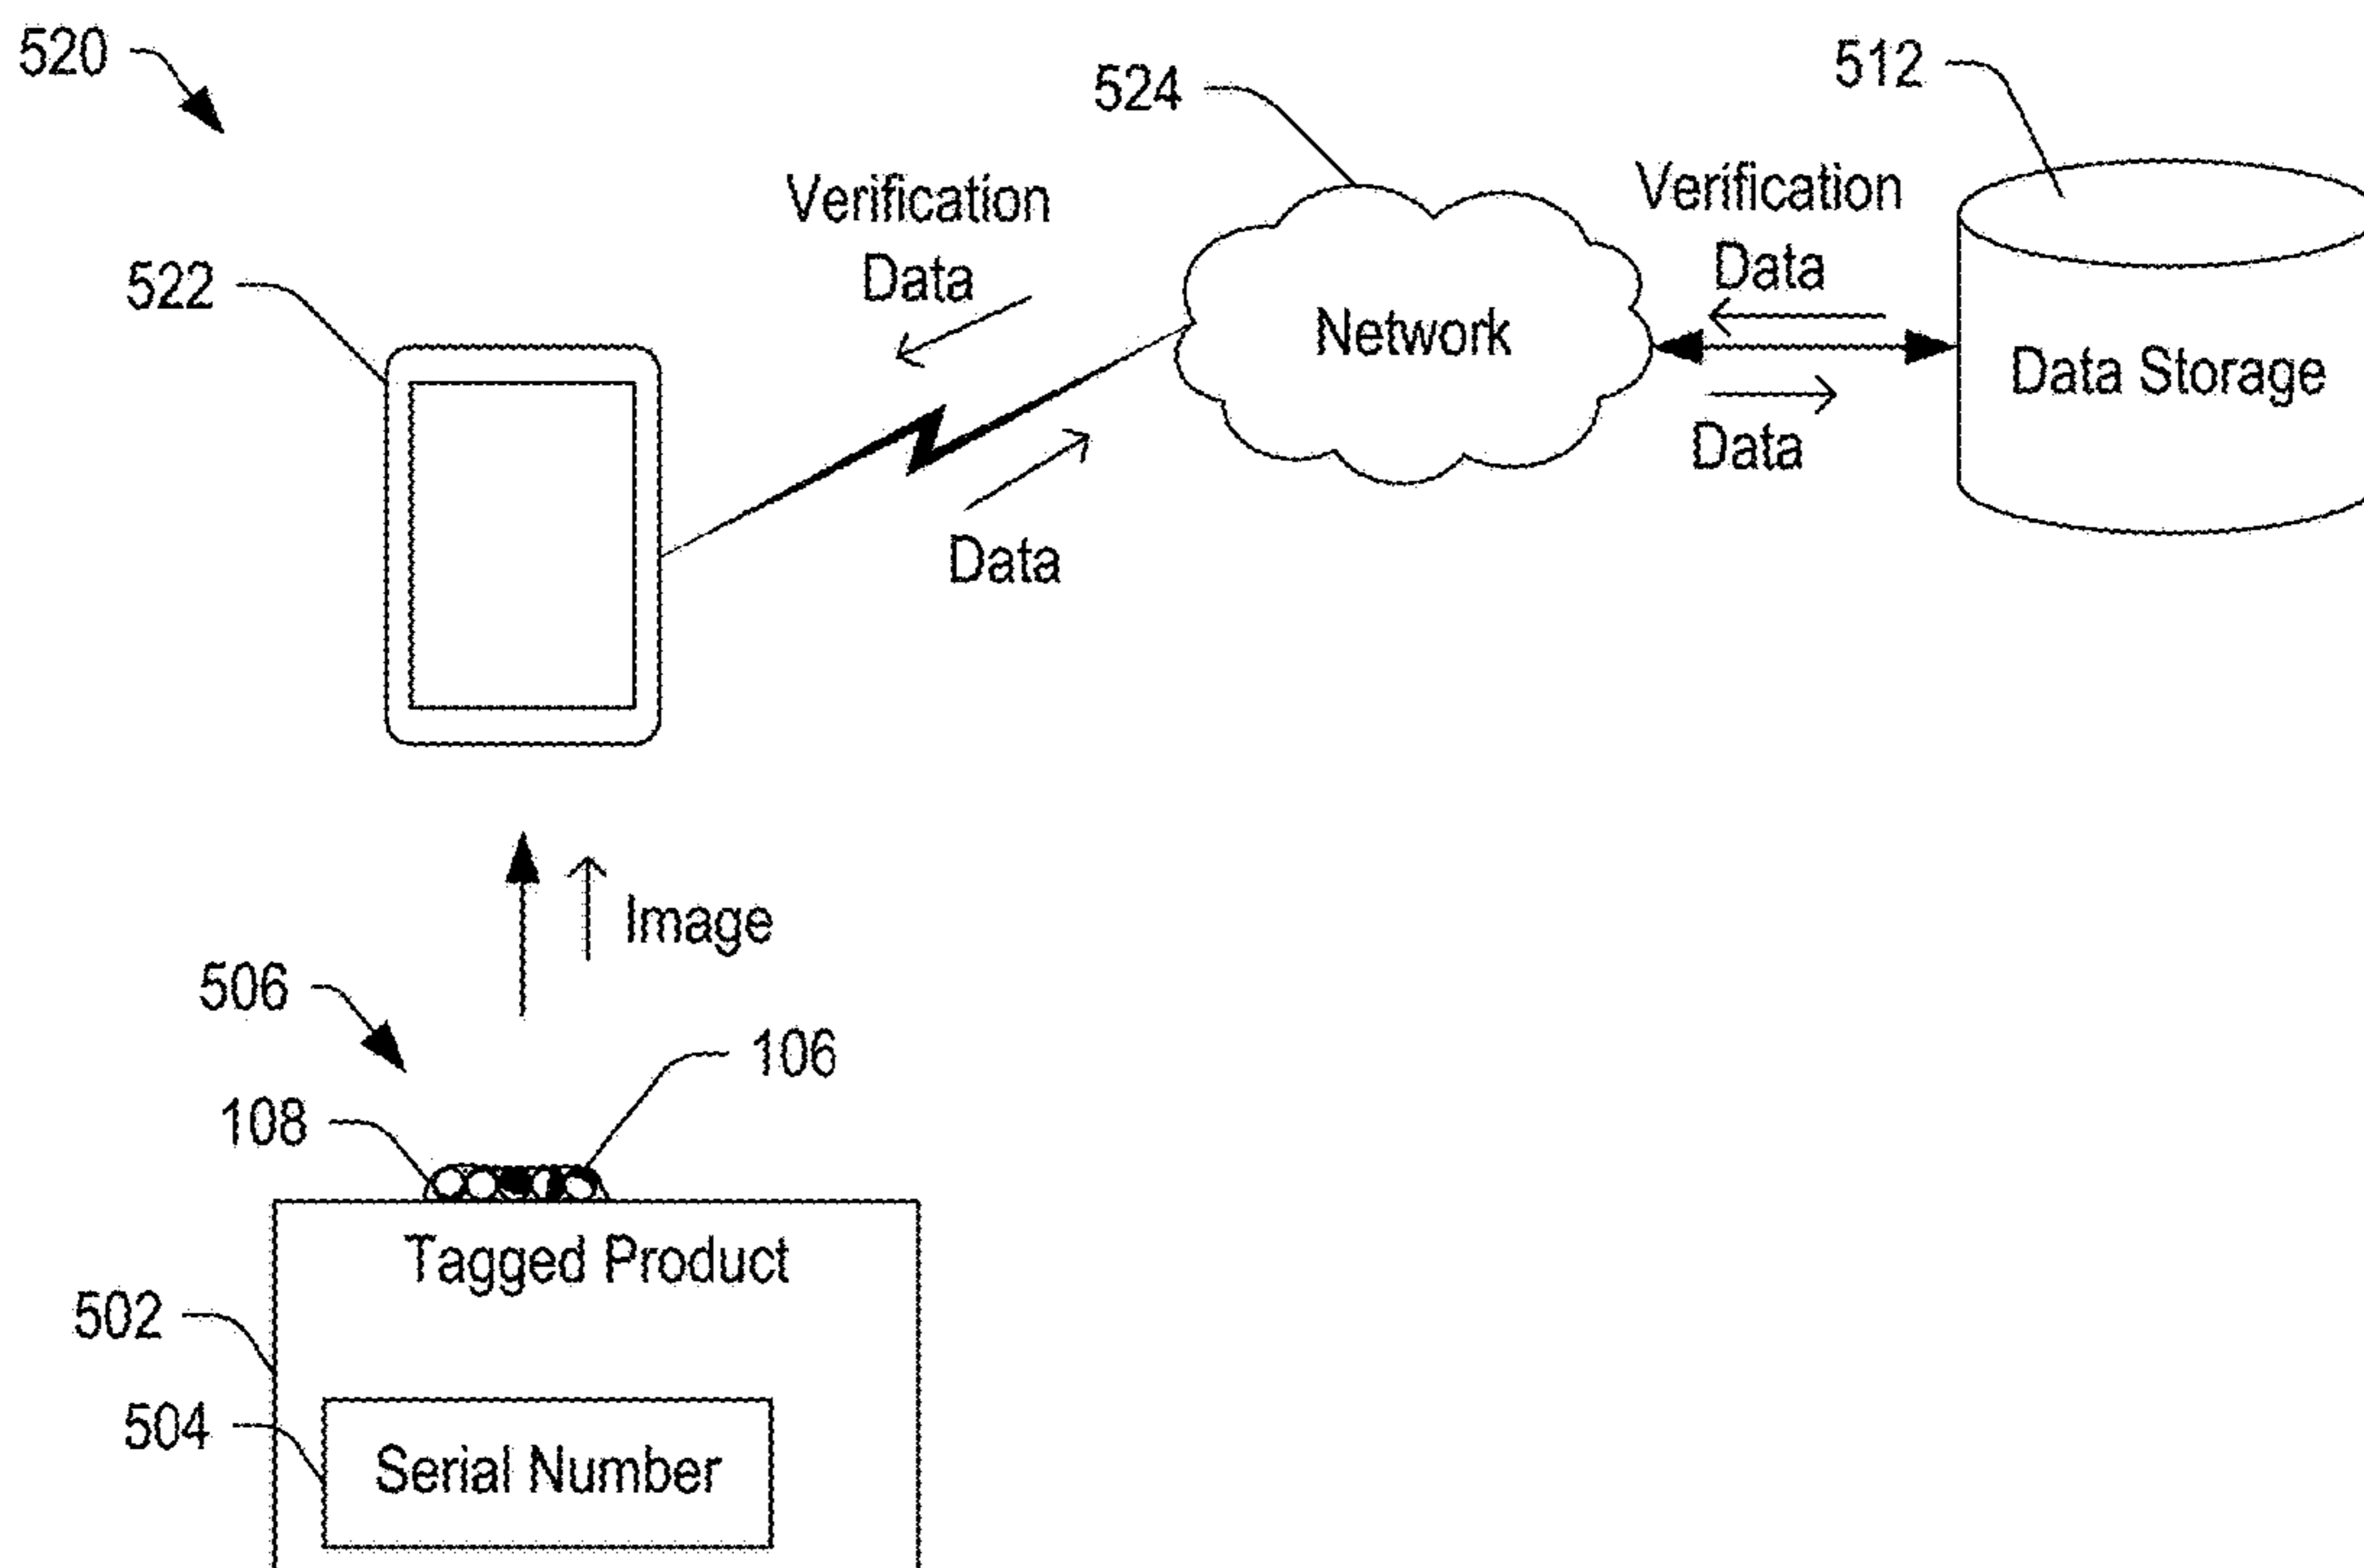 520
524
512
Verification
Data
Verification
Data
522
Network
Data Storage
Data
Data
Image
506
106
108
Tagged Product
502
504
Serial Number